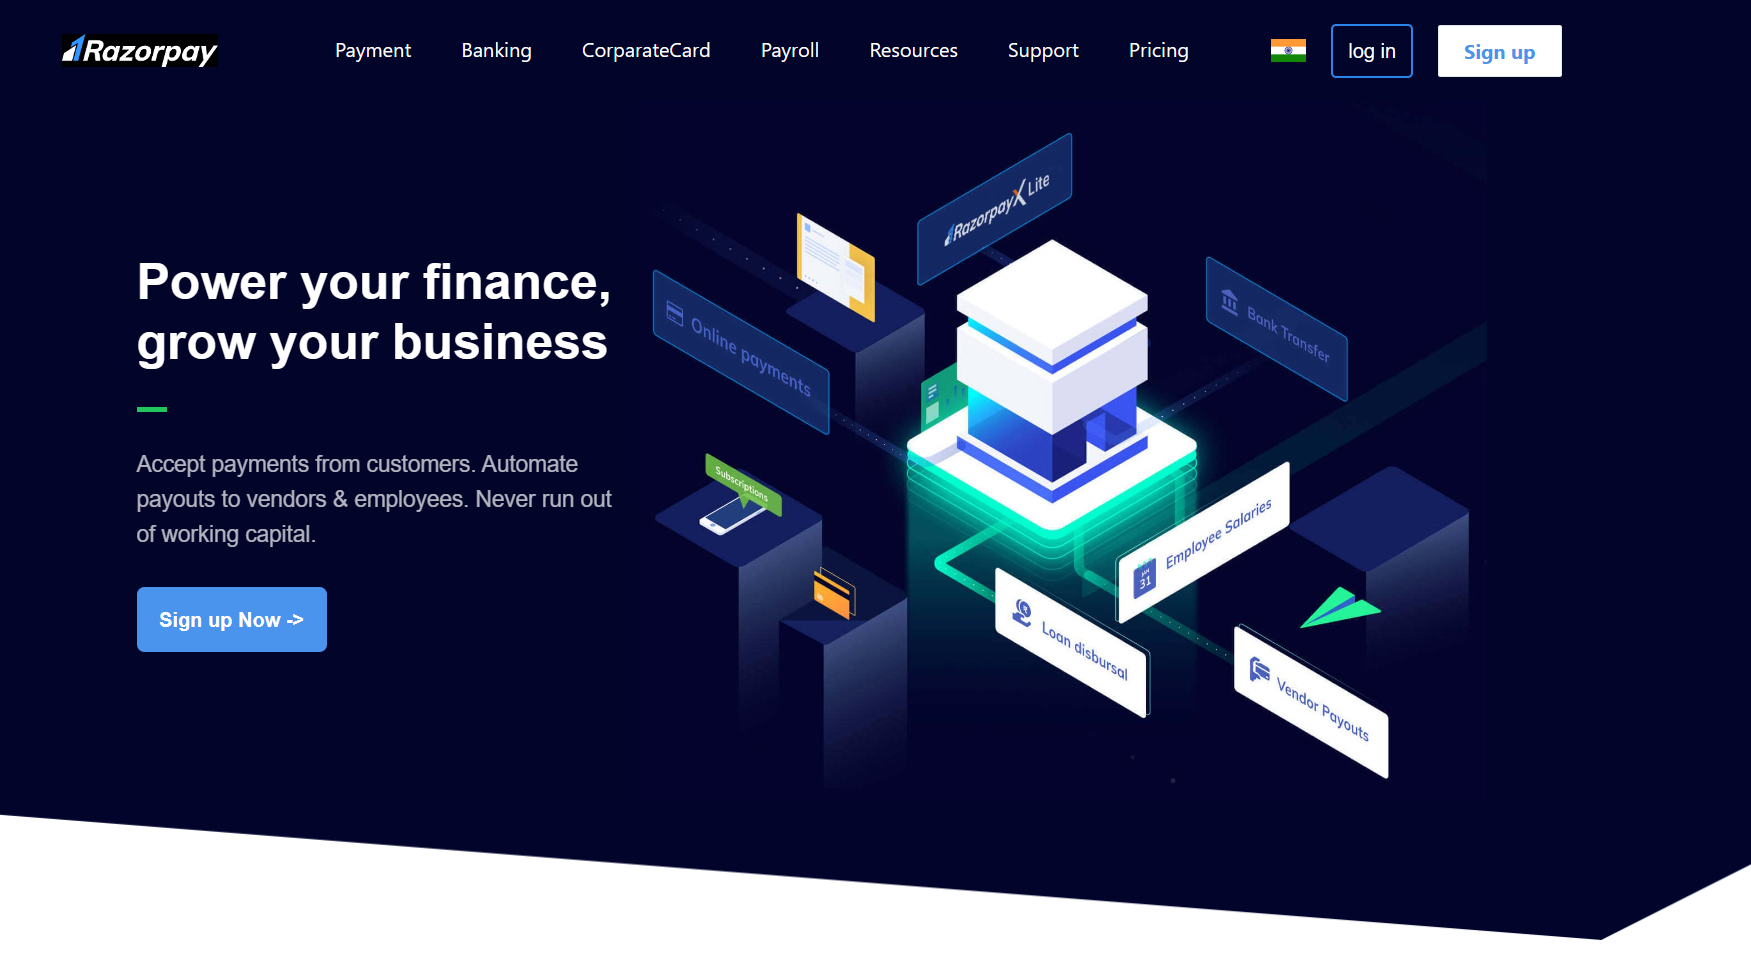 Razorpay
Payment Banking CorparateCard Payroll Resources Support Pricing
log in
Sign up
Power your finance,
grow your business
Accept payments from customers. Automate
payouts to vendors & employees. Never run out
of working capital.
Sign up Now ->
RazorpayX Lite
Online payments
Bank Transfer
Subscriptions
Employee Salaries
JAN
31
Loan disbursal
Vendor Payouts